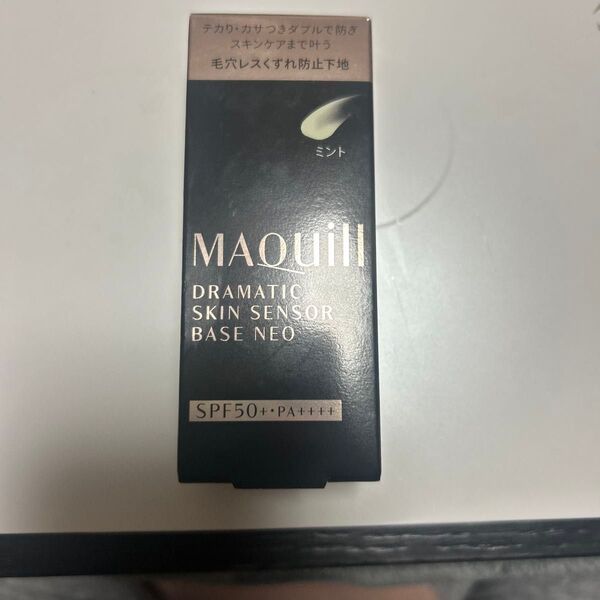 テカリ・カサつきダブルで防ぎ
スキンケアまで叶う
毛穴レスくずれ防止下地
ミント
MAQuill
DRAMATIC
SKIN SENSOR
BASE NEO
SPF50+・PA++++